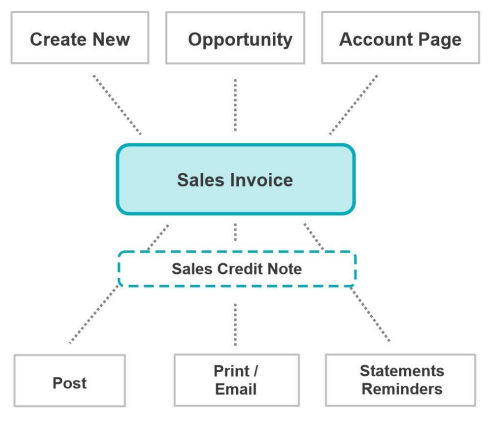 Create New
Opportunity
Account Page
Sales Invoice
Sales Credit Note
Post
Print /
Email
Statements
Reminders